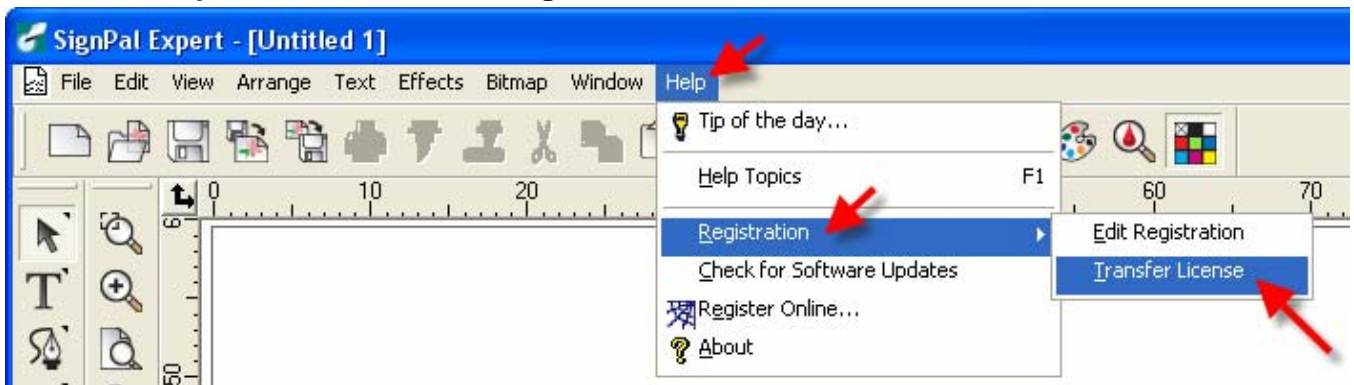 SignPal Expert - [Untitled 1]
File Edit View Arrange Text Effects Bitmap Window Help
Tip of the day...
Help Topics F1
Registration
Edit Registration
Check for Software Updates
Transfer License
Register Online...
About
0 10 20 60 70
T